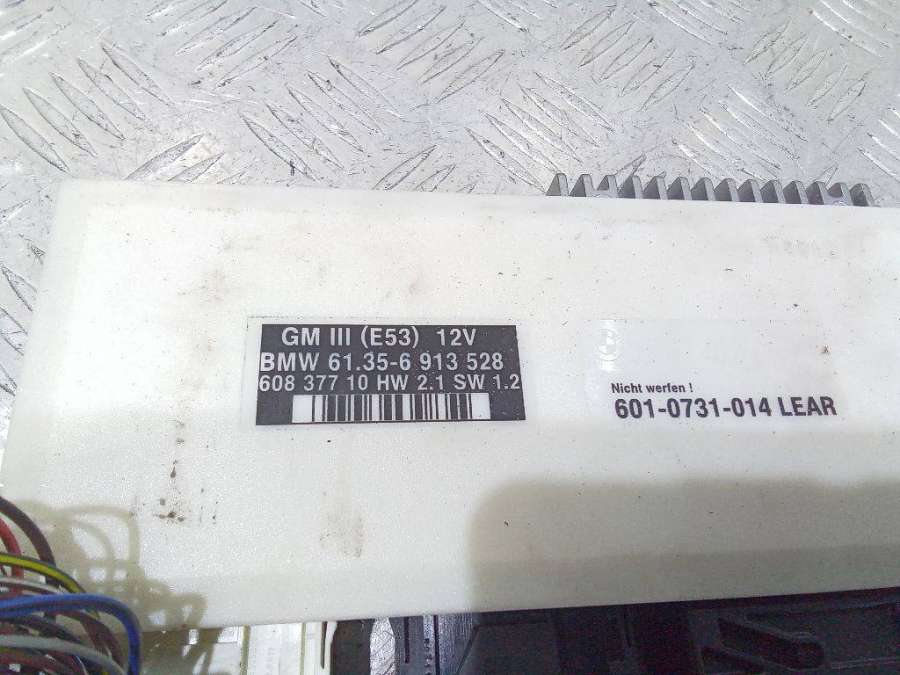 GM III (E53) 12V
BMW 61.35-6 913 528
608 377 10 HW 2.1 SW 1.2
Nicht werfen !
601-0731-014 LEAR